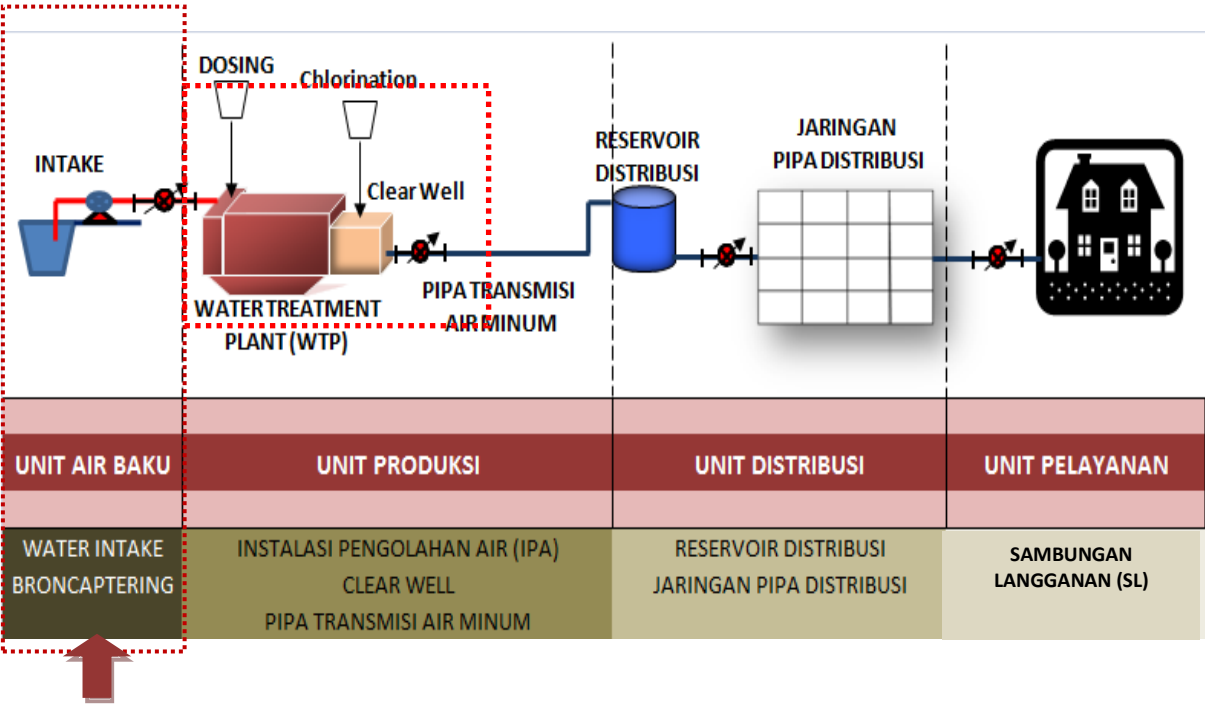 DOSING
Chlorination
INTAKE
Clear Well
WATER TREATMENT
PLANT (WTP)
PIPA TRANSMISI
AIR MINUM
RESERVOIR
DISTRIBUSI
JARINGAN
PIPA DISTRIBUSI
UNIT AIR BAKU
UNIT PRODUKSI
UNIT DISTRIBUSI
UNIT PELAYANAN
WATER INTAKE
BRONCAPTERING
INSTALASI PENGOLAHAN AIR (IPA)
CLEAR WELL
PIPA TRANSMISI AIR MINUM
RESERVOIR DISTRIBUSI
JARINGAN PIPA DISTRIBUSI
SAMBUNGAN
LANGGANAN (SL)